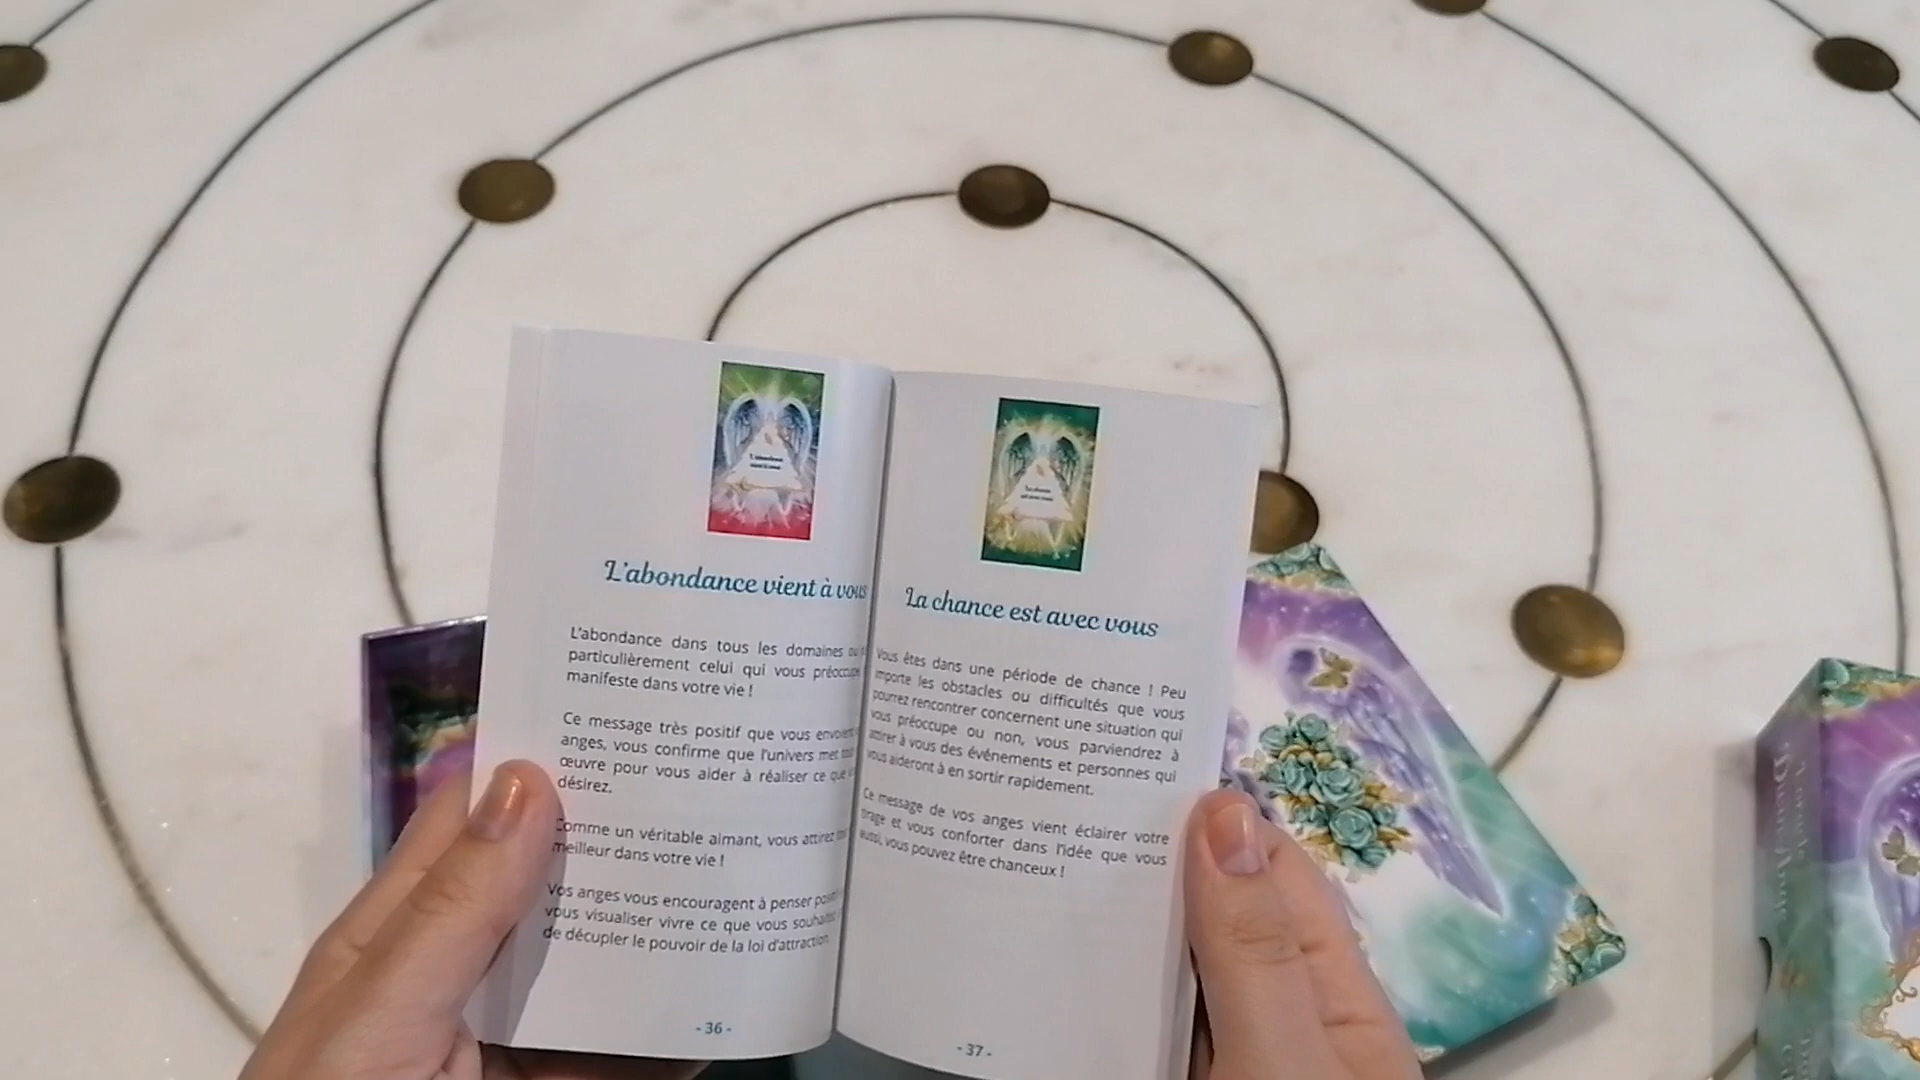 L'abondance vient à vous
L'abondance dans tous les domaines ou
particulièrement celui qui vous préoccupe
manifeste dans votre vie !
Ce message très positif que vous envoient
anges, vous confirme que l'univers met tout
œuvre pour vous aider à réaliser ce que
désirez.
Comme un véritable aimant, vous attirez
meilleur dans votre vie !
Vos anges vous encouragent à penser
vous visualiser vivre ce que vous
de décupler le pouvoir de la loi d'attraction
- 36 -
La chance est avec vous
Vous êtes dans une période de chance ! Peu
importe les obstacles ou difficultés que vous
pourrez rencontrer concernent une situation qui
vous préoccupe ou non, vous parviendrez à
attirer à vous des événements et personnes qui
vous aideront à en sortir rapidement.
Ce message de vos anges vient éclairer votre
tirage et vous conforter dans l'idée que vous
aussi, vous pouvez être chanceux !
- 37 -